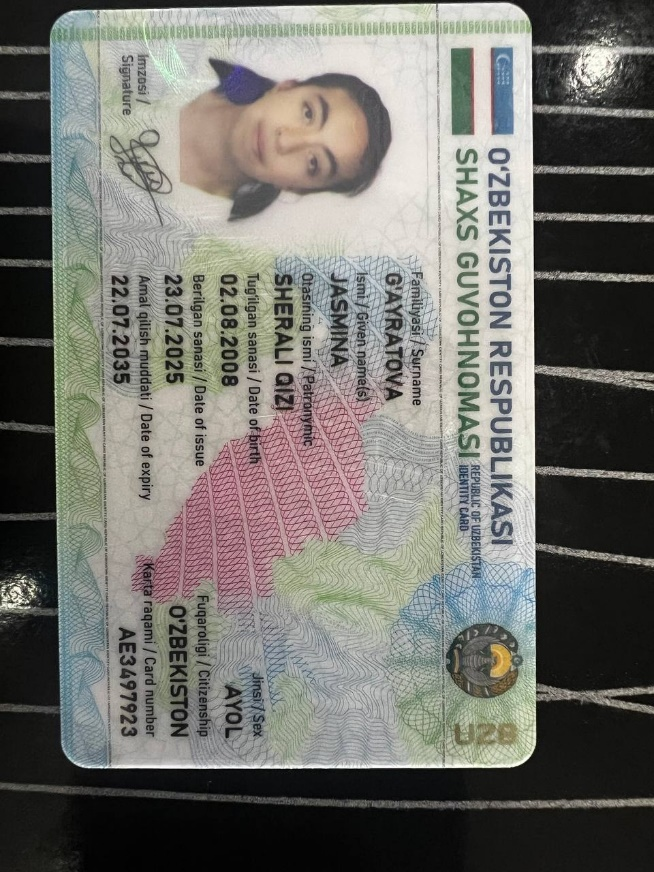 O‘ZBEKISTON RESPUBLIKASI
SHAXS GUVOHNOMASI
REPUBLIC OF UZBEKISTAN
IDENTITY CARD
UZB
Familiyasi / Surname
G‘AYRATOVA
Ismi / Given name(s)
JASMINA
Otasining ismi / Patronymic
SHERALI QIZI
Tug‘ilgan sanasi / Date of birth
02.08.2008
Jinsi / Sex
AYOL
Berilgan sanasi / Date of issue
23.07.2025
Fuqaroligi / Citizenship
O‘ZBEKISTON
Amal qilish muddati / Date of expiry
22.07.2035
Karta raqami / Card number
AE3497923
Imzosi /
Signature